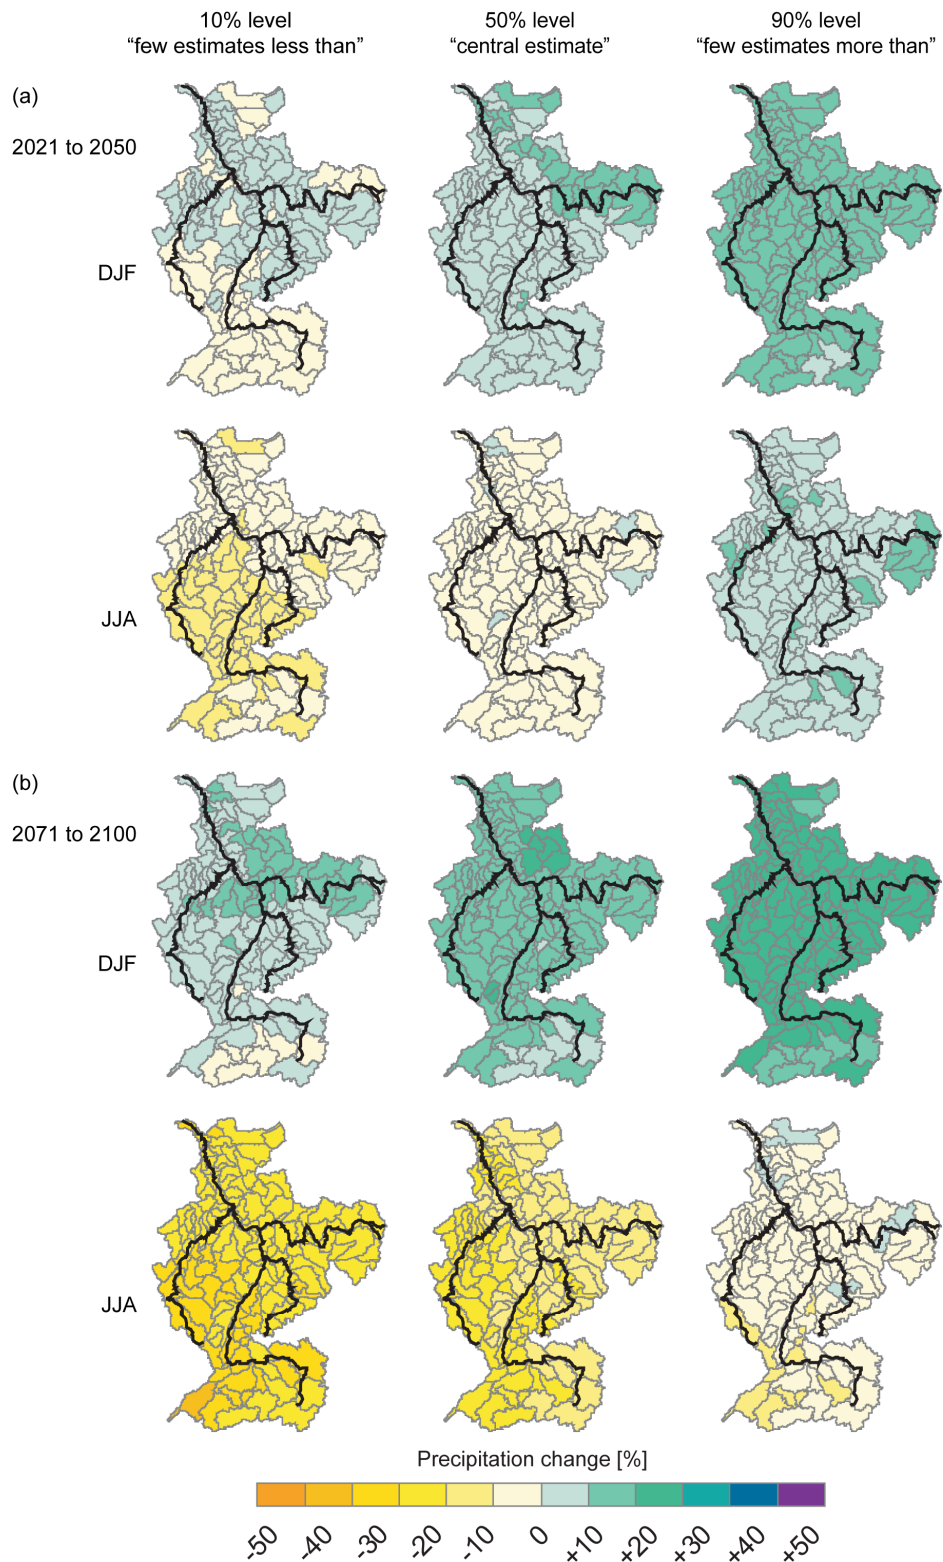 10% level
“few estimates less than”
50% level
“central estimate”
90% level
“few estimates more than”
(a)
2021 to 2050
DJF
JJA
(b)
2071 to 2100
DJF
JJA
Precipitation change [%]
-50 -40 -30 -20 -10 0 +10 +20 +30 +40 +50